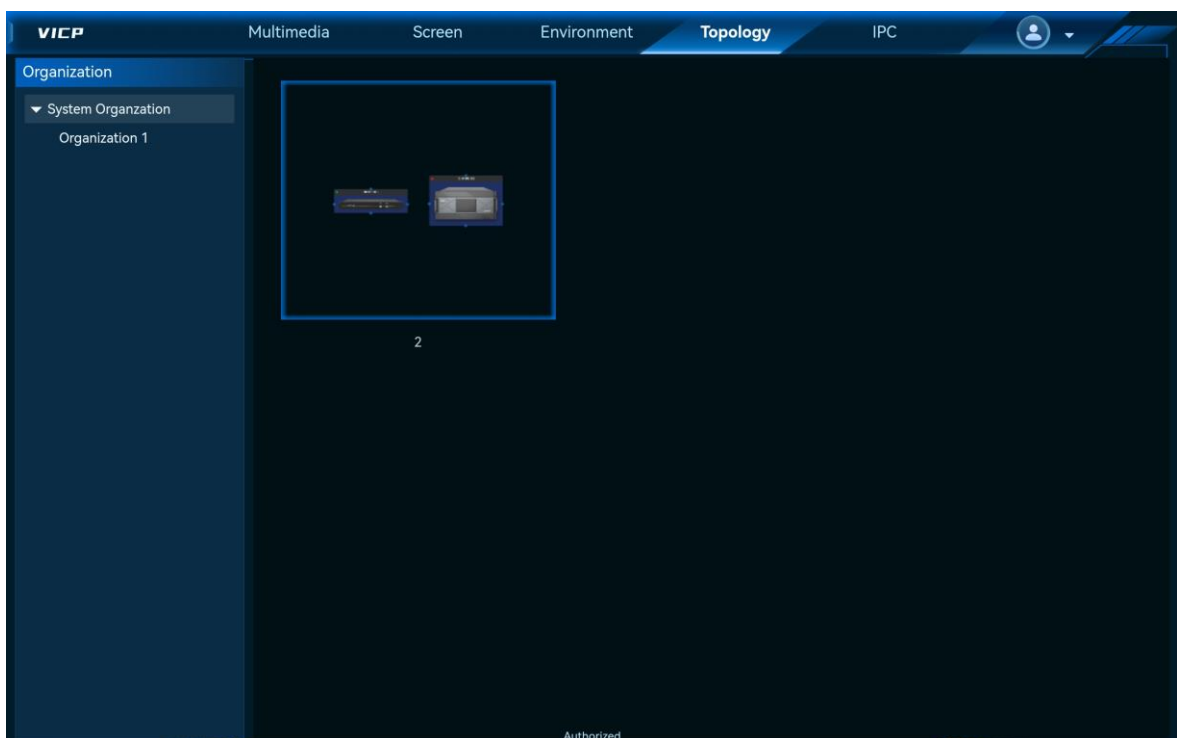 VICP Multimedia Screen Environment Topology IPC
Organization
System Organzation
Organization 1
2
Authorized